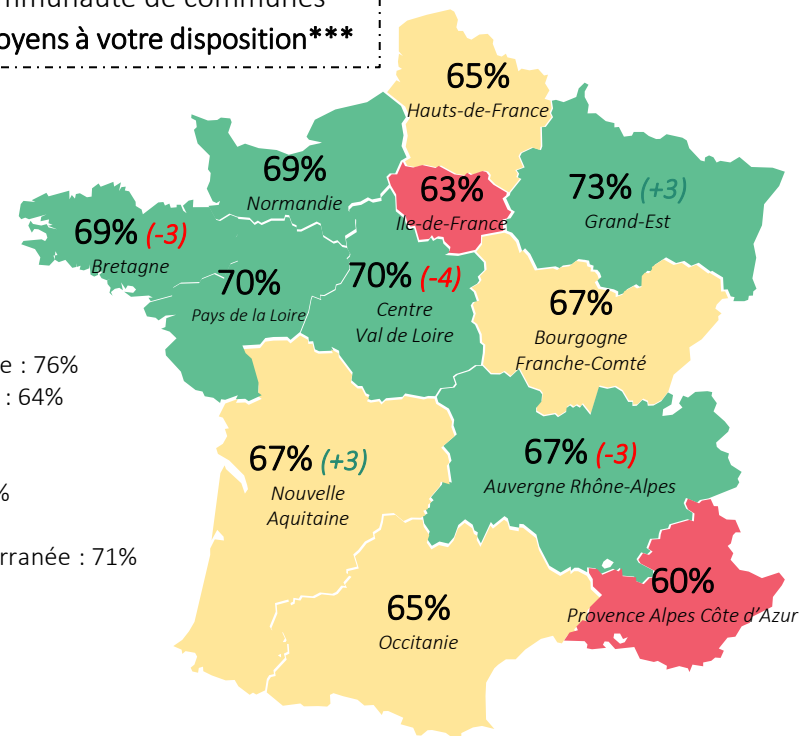 oyens à votre disposition***
65%
Hauts-de-France
69%
Normandie
63%
Ile-de-France
73% (+3)
Grand-Est
69% (-3)
Bretagne
70%
Pays de la Loire
70% (-4)
Centre
Val de Loire
67%
Bourgogne
Franche-Comté
e : 76%
: 64%
67% (+3)
Nouvelle
Aquitaine
67% (-3)
Auvergne Rhône-Alpes
%
rranée : 71%
60%
Provence Alpes Côte d'Azur
65%
Occitanie